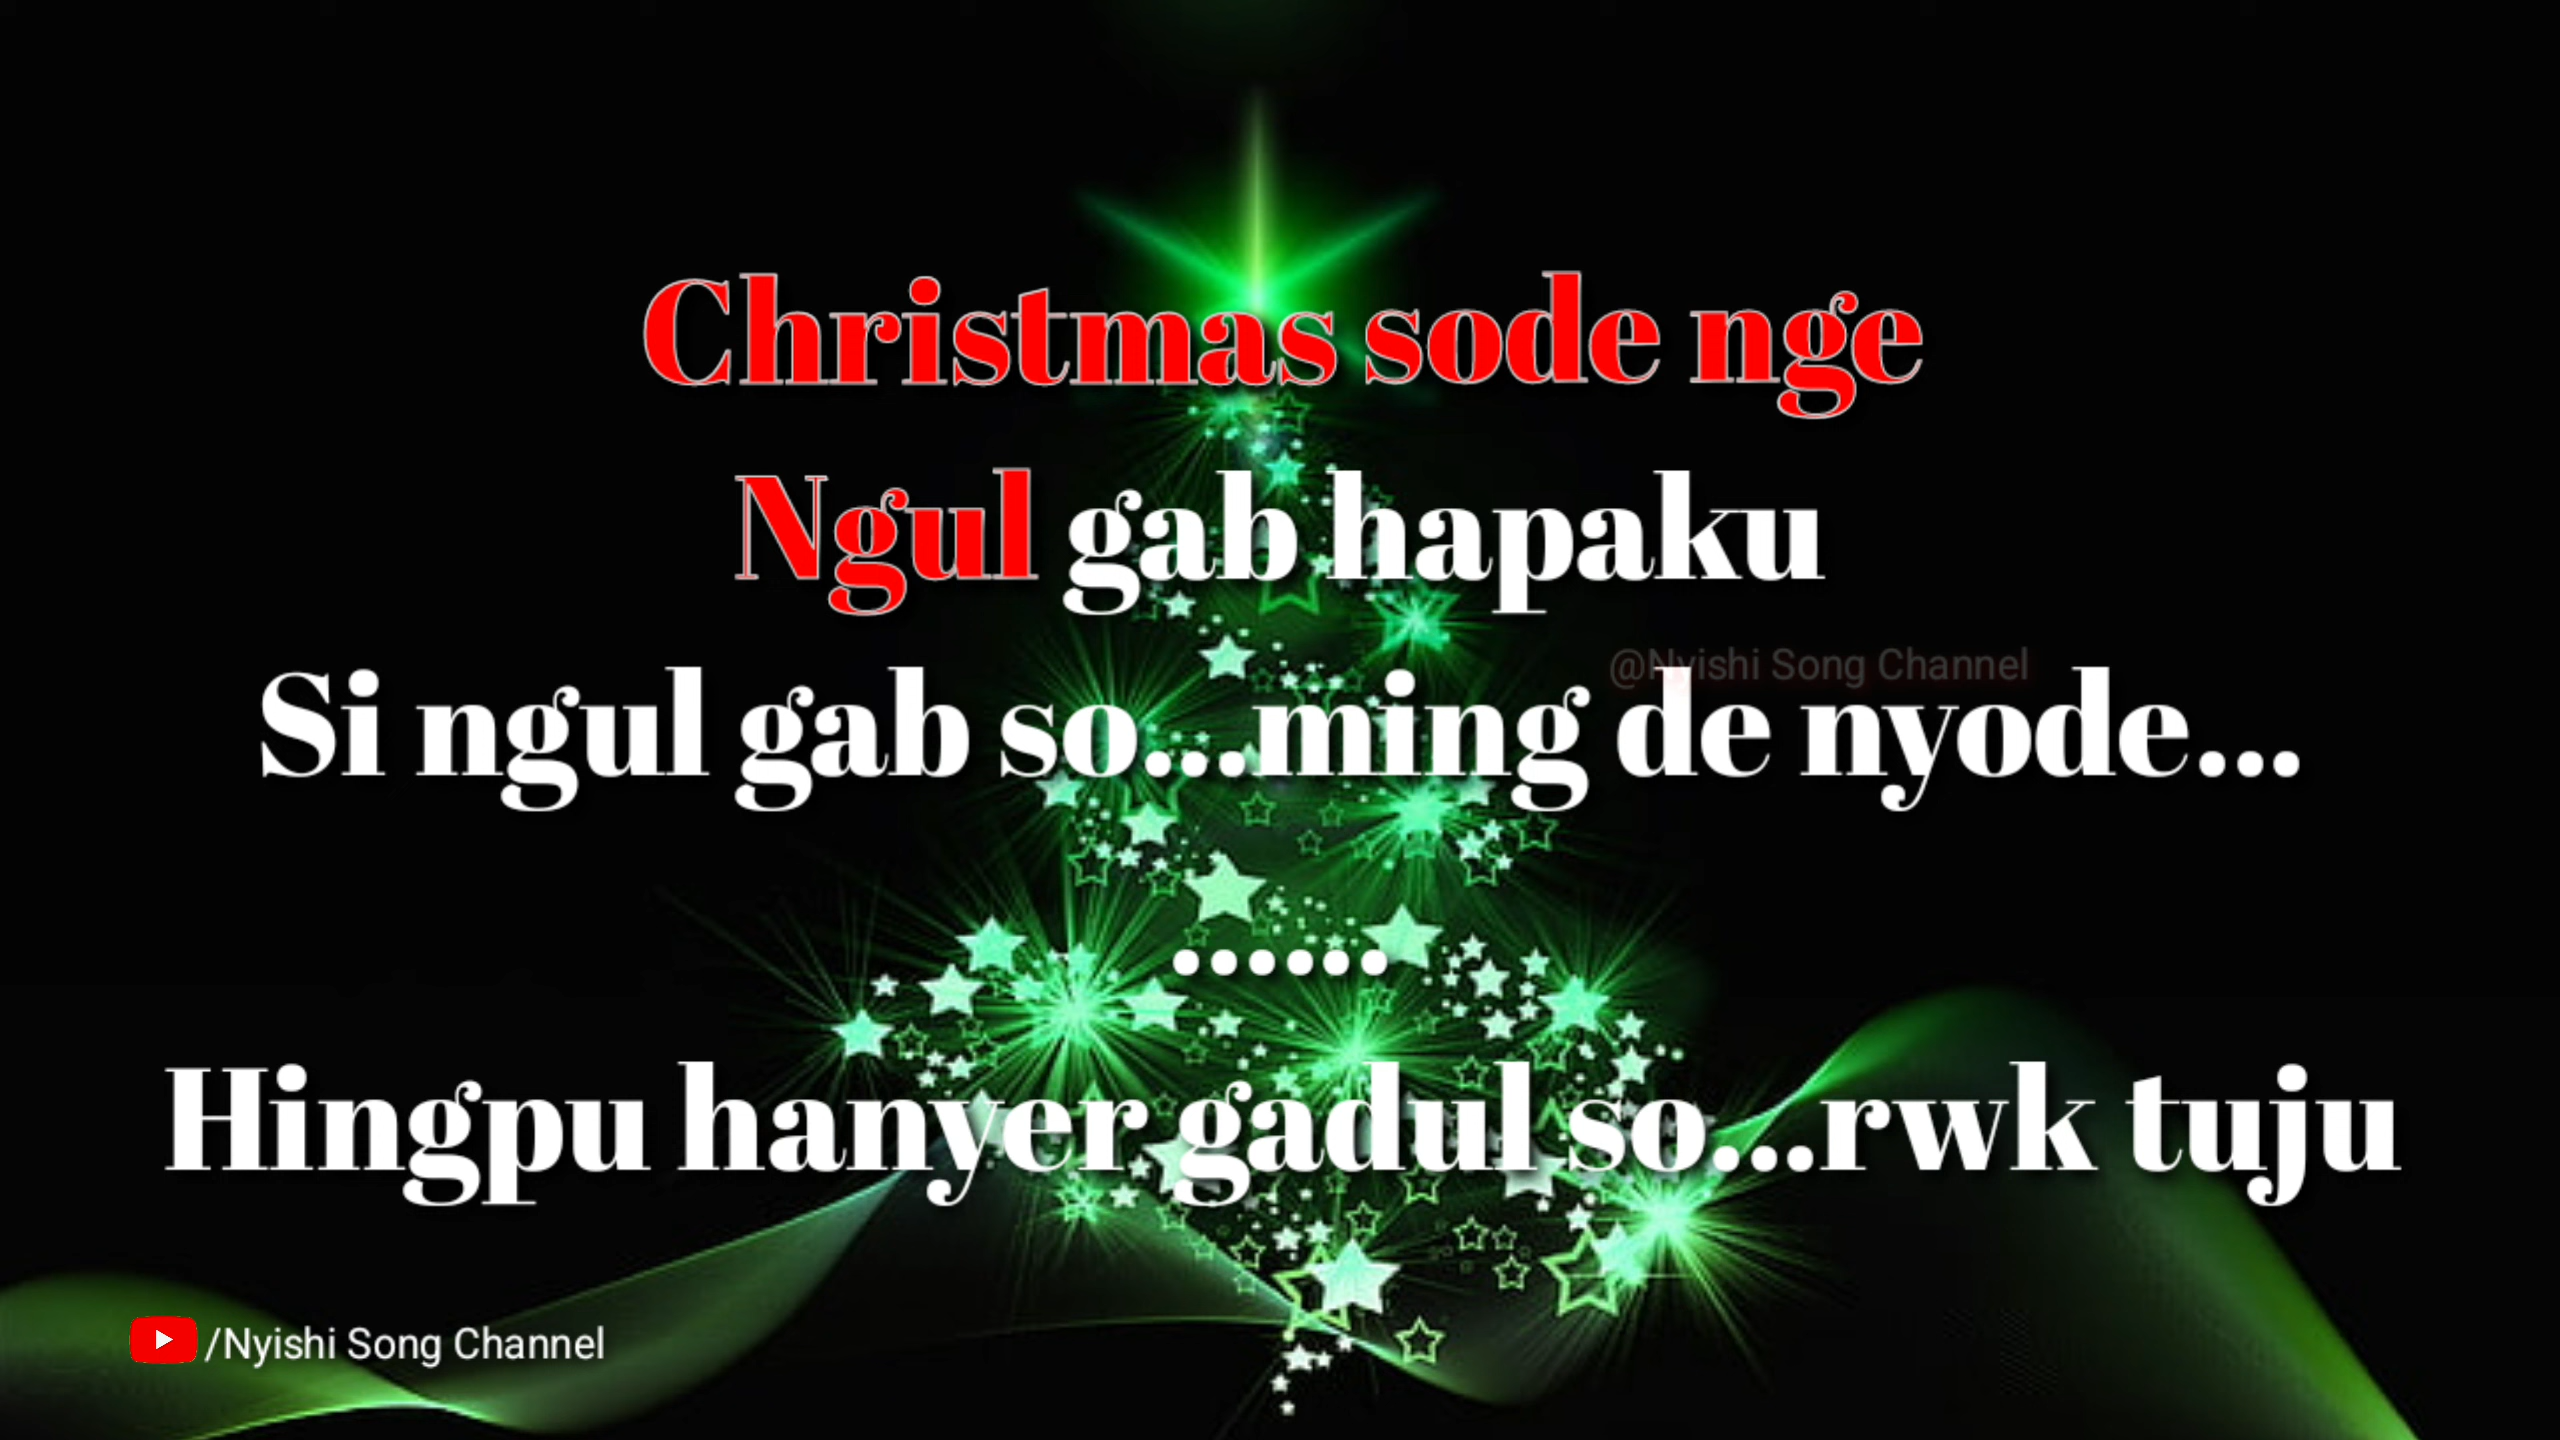 Christmas sode nge
Ngul gab hapaku
@Nyishi Song Channel
Si ngul gab so...ming de nyode...
......
Hingpu hanyer gadul so...rwk tuju
/Nyishi Song Channel